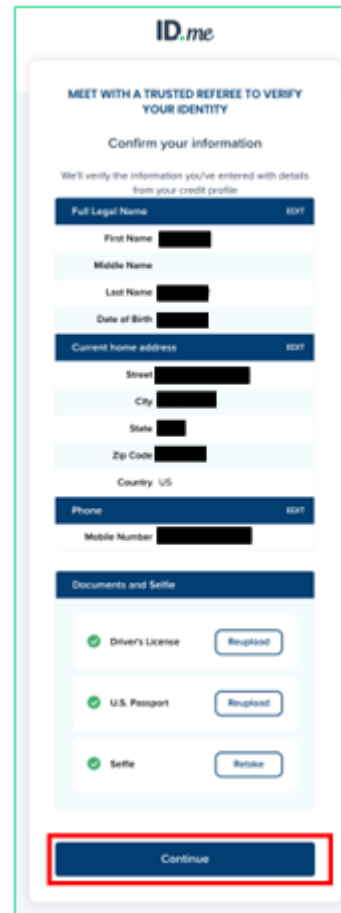 ID.me
MEET WITH A TRUSTED REFEREE TO VERIFY
YOUR IDENTITY
Confirm your information
We'll verify the information you've entered with details
from your credit profile
Full Legal Name EDIT
First Name
Middle Name
Last Name
Date of Birth
Current home address EDIT
Street
City
State
Zip Code
Country US
Phone EDIT
Mobile Number
Documents and Selfie
Driver's License Reupload
U.S. Passport Reupload
Selfie Retake
Continue